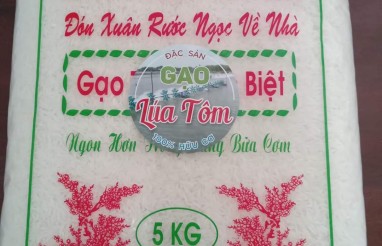 Đón Xuân Rước Ngọc Về Nhà
ĐẶC SẢN
GẠO
Lúa Tôm
100% HỮU CƠ
Gạo Biệt
Ngon Hơn Bữa Cơm
5 KG